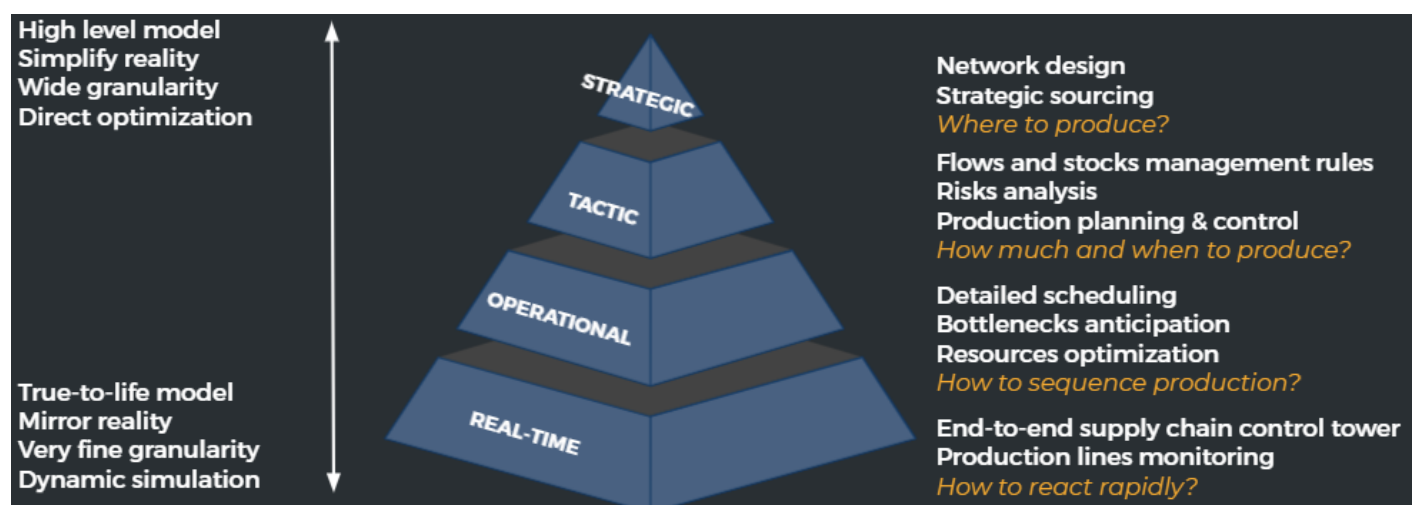 High level model
Simplify reality
Wide granularity
Direct optimization
True-to-life model
Mirror reality
Very fine granularity
Dynamic simulation
STRATEGIC
TACTIC
OPERATIONAL
REAL-TIME
Network design
Strategic sourcing
Where to produce?
Flows and stocks management rules
Risks analysis
Production planning & control
How much and when to produce?
Detailed scheduling
Bottlenecks anticipation
Resources optimization
How to sequence production?
End-to-end supply chain control tower
Production lines monitoring
How to react rapidly?